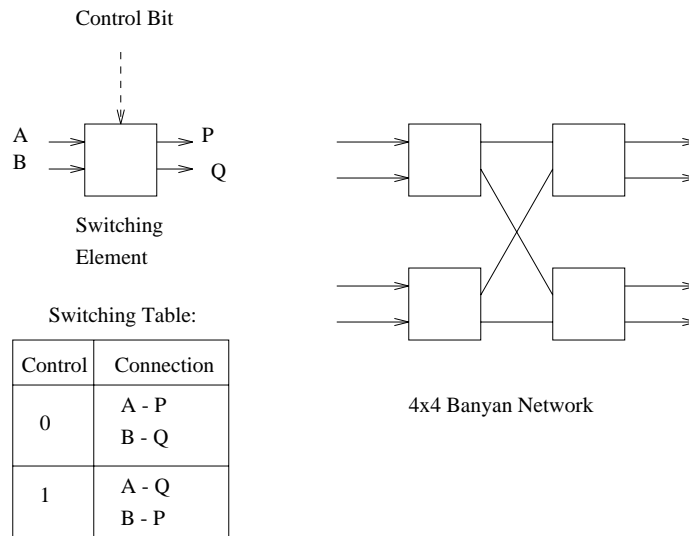 Control Bit
A
B
P
Q
Switching
Element
Switching Table:
Control Connection
0
A - P
B - Q
1
A - Q
B - P
4x4 Banyan Network